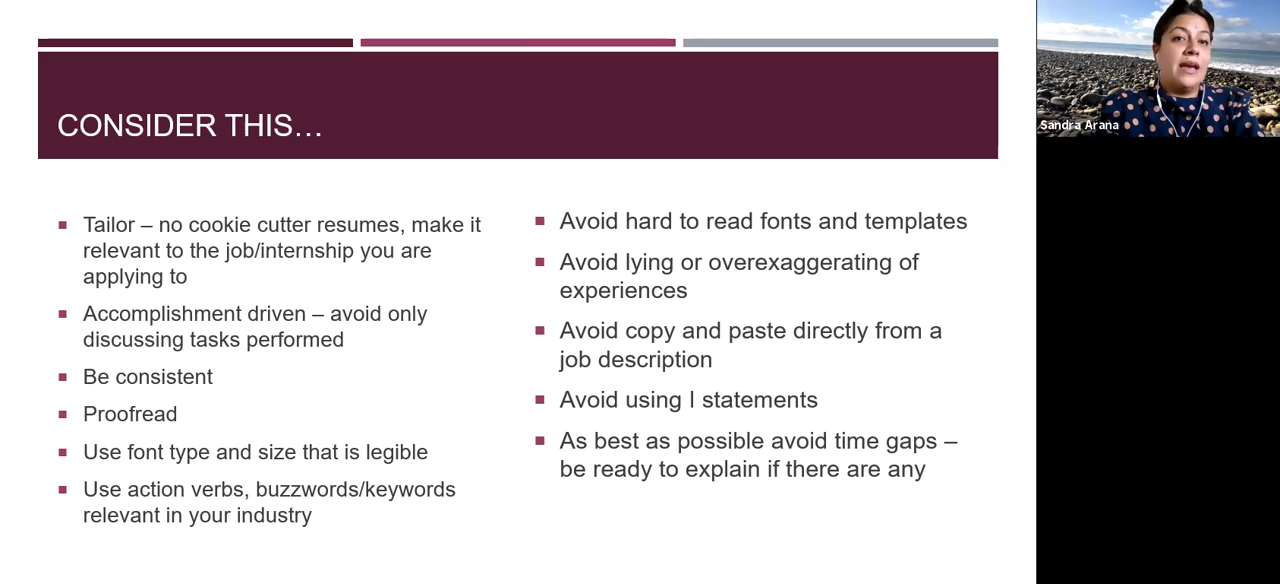 CONSIDER THIS...
Tailor – no cookie cutter resumes, make it
relevant to the job/internship you are
applying to
Accomplishment driven – avoid only
discussing tasks performed
Be consistent
Proofread
Use font type and size that is legible
Use action verbs, buzzwords/keywords
relevant in your industry
Avoid hard to read fonts and templates
Avoid lying or overexaggerating of
experiences
Avoid copy and paste directly from a
job description
Avoid using I statements
As best as possible avoid time gaps –
be ready to explain if there are any
Sandra Arana